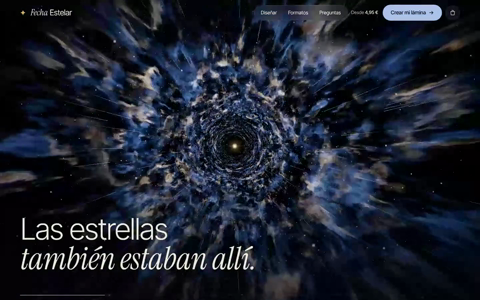 Fecha Estelar
Diseñar Formatos Preguntas Desde 4,95 € Crear mi lámina →
Las estrellas
también estaban allí.